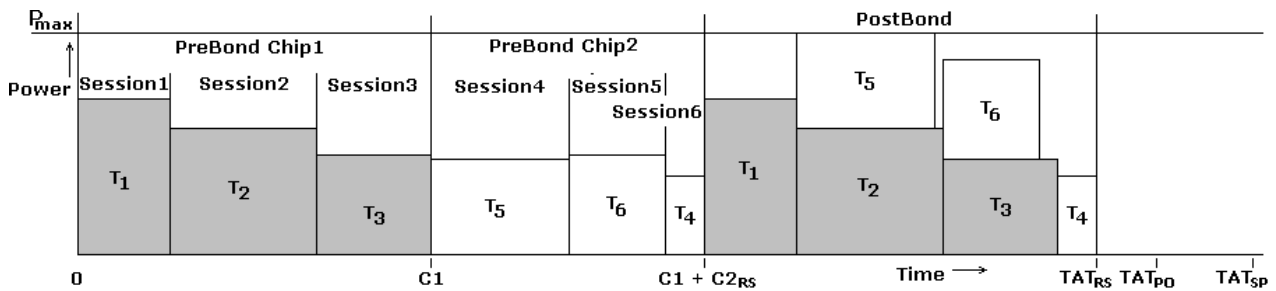 Pmax
PostBond
PreBond Chip1
PreBond Chip2
Power
Session1
Session2
Session3
Session4
Session5
Session6
T5
T6
T1
T2
T3
T5
T6
T4
T1
T2
T3
T4
0
C1
C1 + C2RS
Time
TATRS
TATPO
TATSP